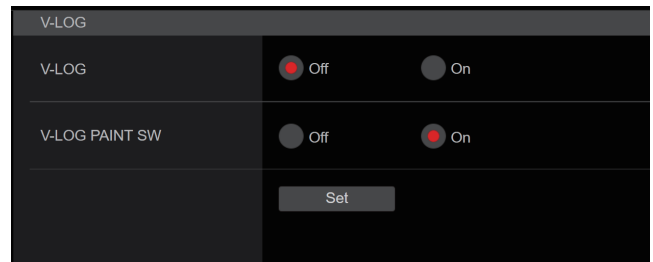 V-LOG
V-LOG Off On
V-LOG PAINT SW Off On
Set